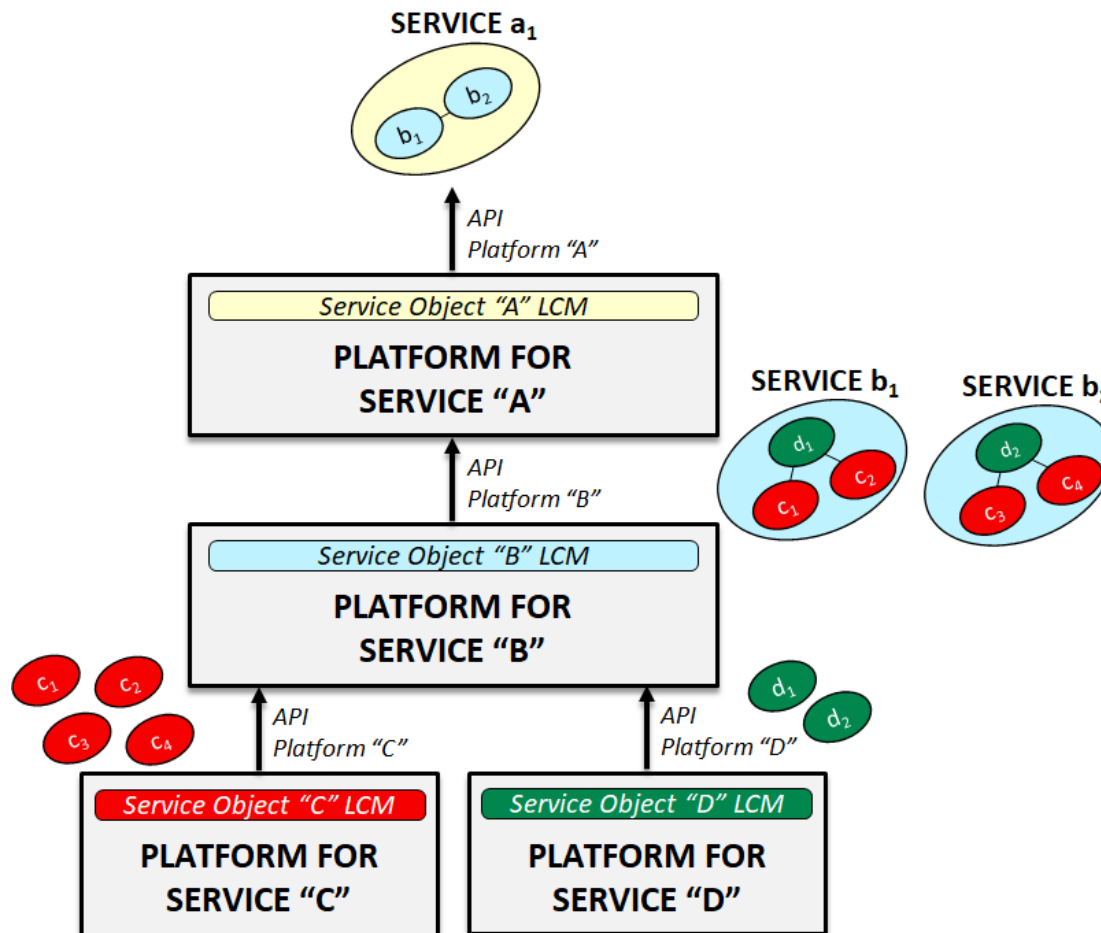 SERVICE a₁
b₂
b₁
API
Platform “A”
Service Object “A” LCM
PLATFORM FOR
SERVICE “A”
SERVICE b₁
d₁
c₂
c₁
SERVICE b
d₂
c₄
c₃
API
Platform “B”
Service Object “B” LCM
PLATFORM FOR
SERVICE “B”
c₁
c₂
c₃
c₄
API
Platform “C”
d₁
d₂
API
Platform “D”
Service Object “C” LCM
PLATFORM FOR
SERVICE “C”
Service Object “D” LCM
PLATFORM FOR
SERVICE “D”